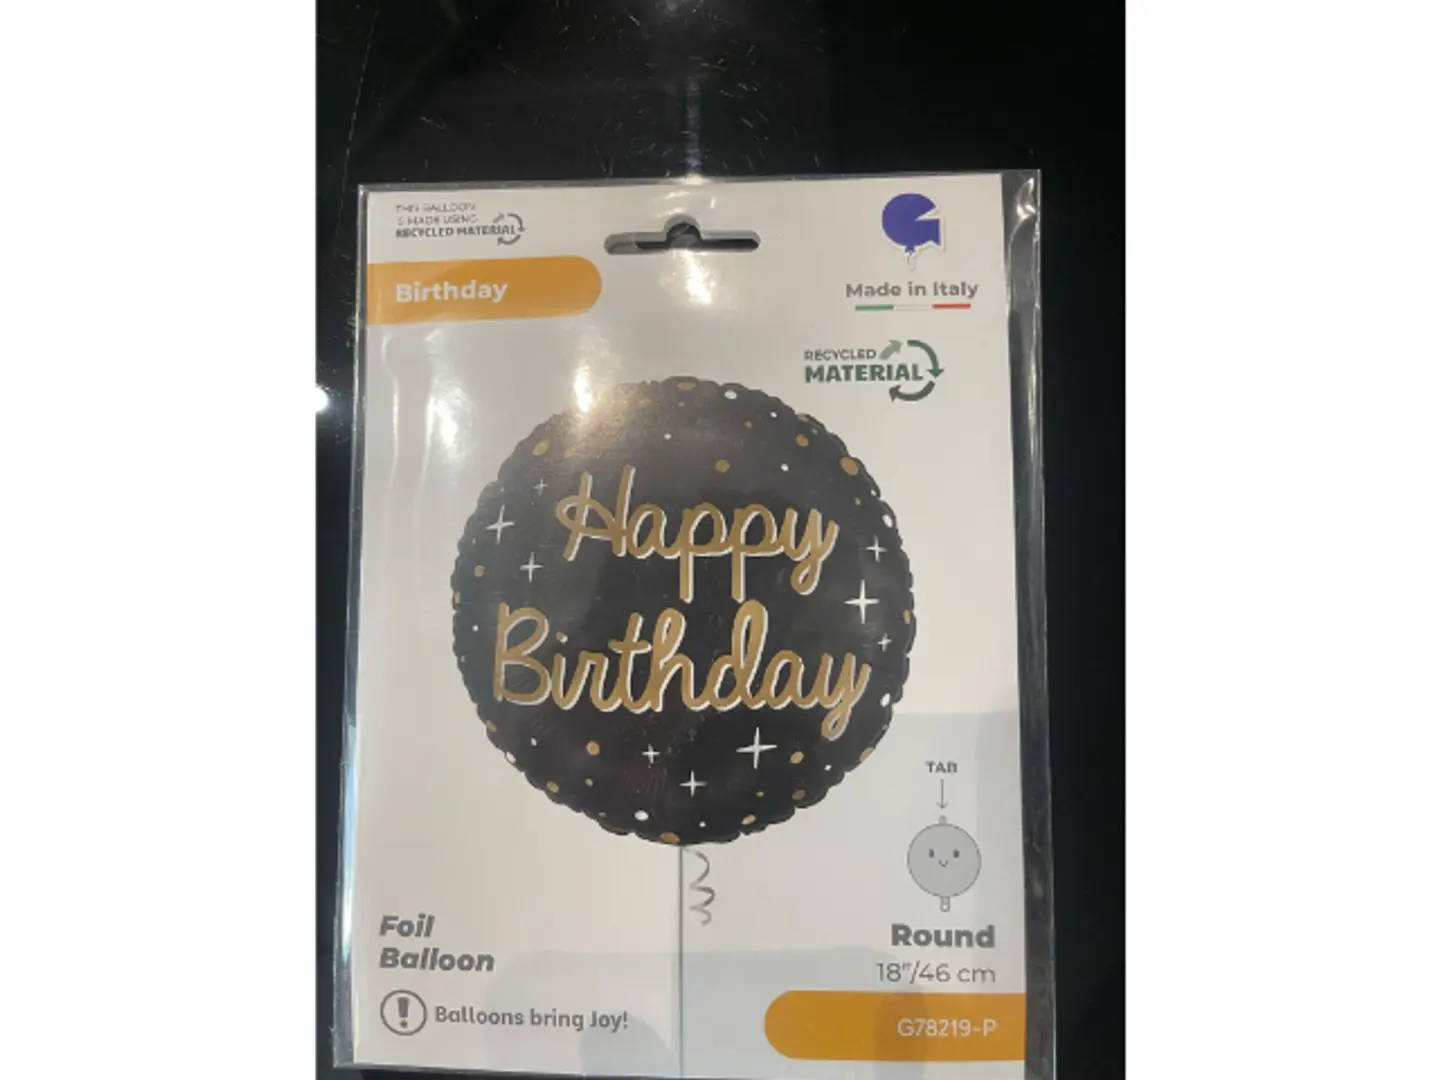 THIS BALLOON
IS MADE USING
RECYCLED MATERIAL
Birthday
Made in Italy
RECYCLED
MATERIAL
Happy
Birthday
TAB
Round
18"/46 cm
Foil
Balloon
Balloons bring Joy!
G78219-P